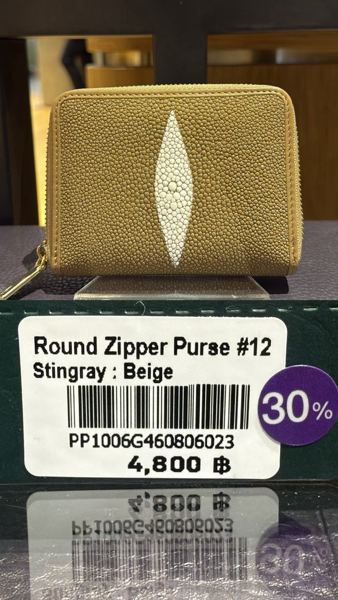 Round Zipper Purse #12
Stingray : Beige
PP1006G460806023
4,800 ฿
30%